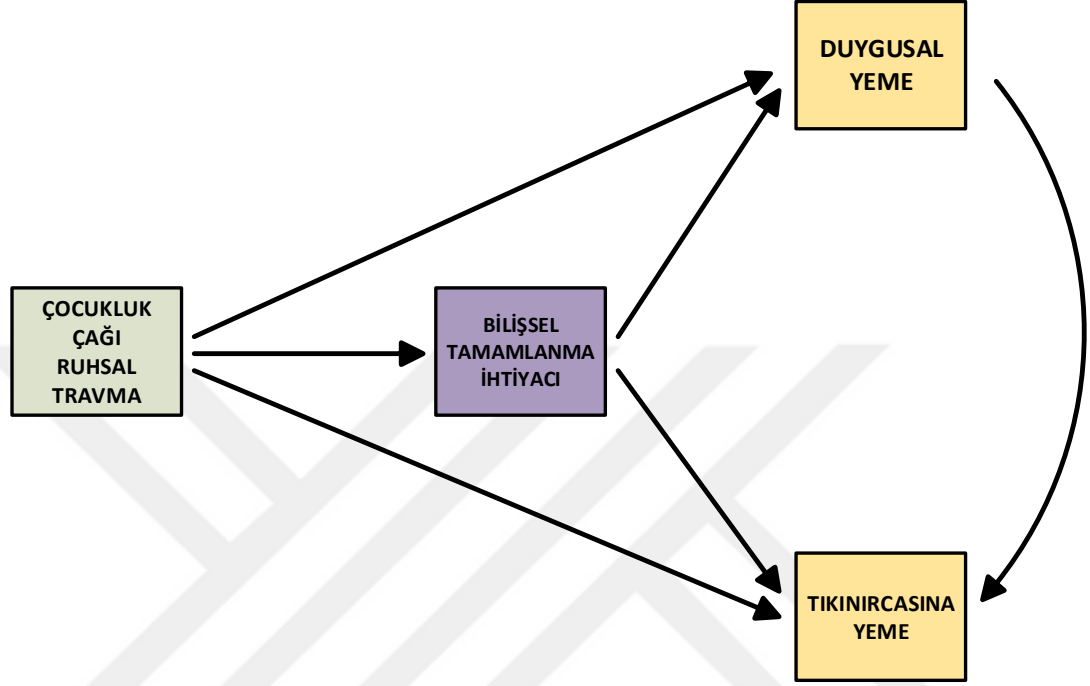 DUYGUSAL
YEME
ÇOCUKLUK
ÇAĞI
RUHSAL
TRAVMA
BİLİŞSEL
TAMAMLANMA
İHTİYACI
TIKINIRCASINA
YEME